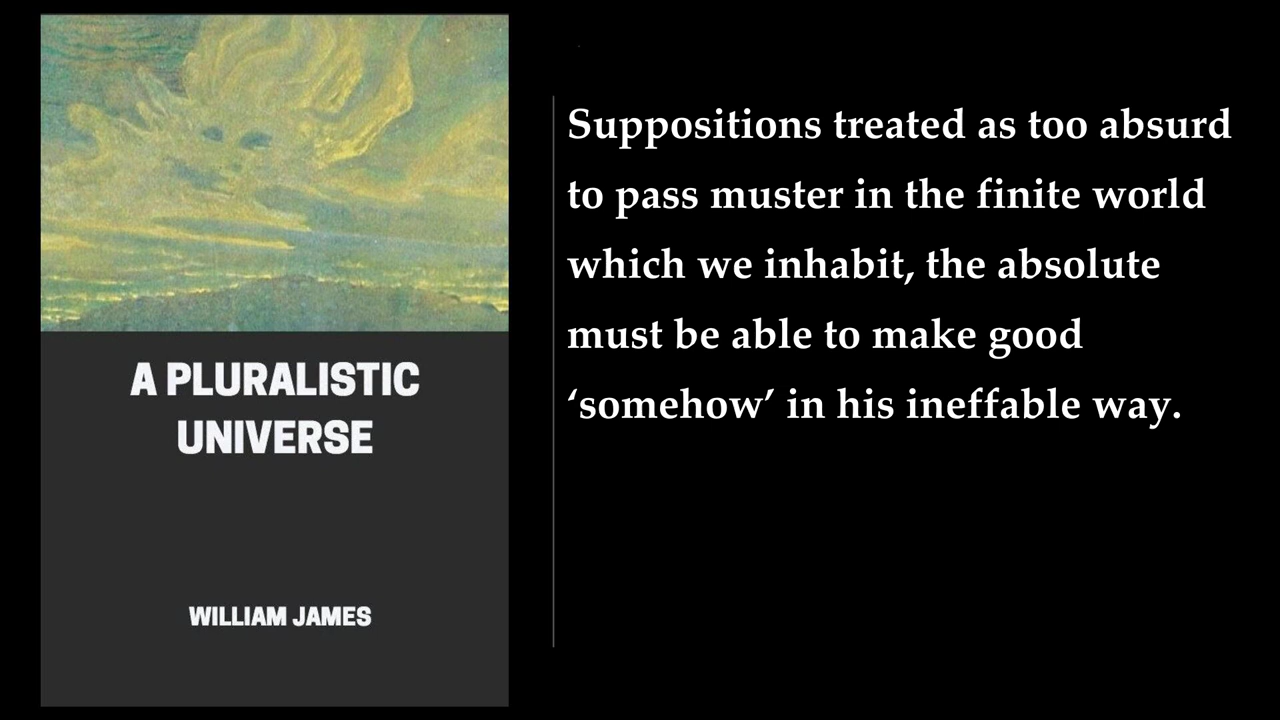 A PLURALISTIC
UNIVERSE
WILLIAM JAMES
Suppositions treated as too absurd
to pass muster in the finite world
which we inhabit, the absolute
must be able to make good
‘somehow’ in his ineffable way.